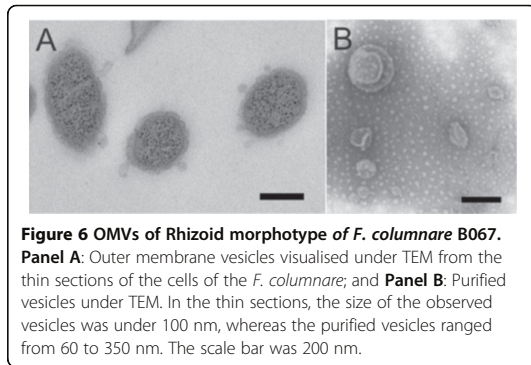 A B
Figure 6 OMVs of Rhizoid morphotype of F. columnare B067.
Panel A: Outer membrane vesicles visualised under TEM from the
thin sections of the cells of the F. columnare; and Panel B: Purified
vesicles under TEM. In the thin sections, the size of the observed
vesicles was under 100 nm, whereas the purified vesicles ranged
from 60 to 350 nm. The scale bar was 200 nm.